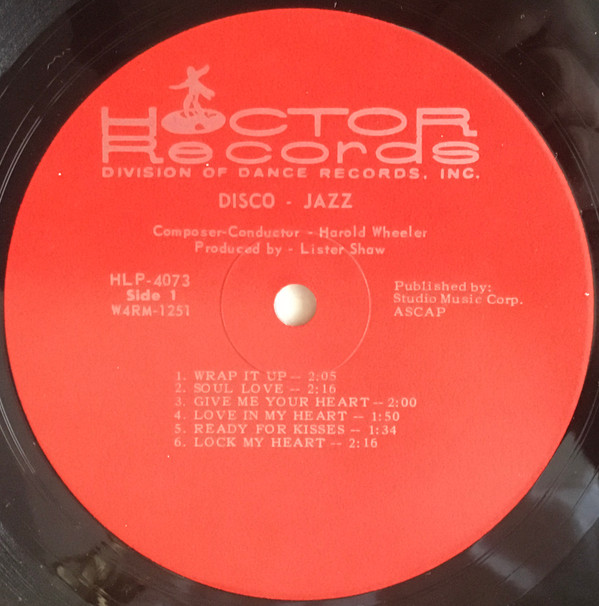 HOCTOR
Records
DIVISION OF DANCE RECORDS, INC.
DISCO - JAZZ
Composer-Conductor - Harold Wheeler
Produced by - Lister Shaw
HLP-4073
Side 1
W4RM-1251
Published by:
Studio Music Corp.
ASCAP
1. WRAP IT UP — 2:05
2. SOUL LOVE — 2:16
3. GIVE ME YOUR HEART — 2:00
4. LOVE IN MY HEART — 1:50
5. READY FOR KISSES — 1:34
6. LOCK MY HEART — 2:16